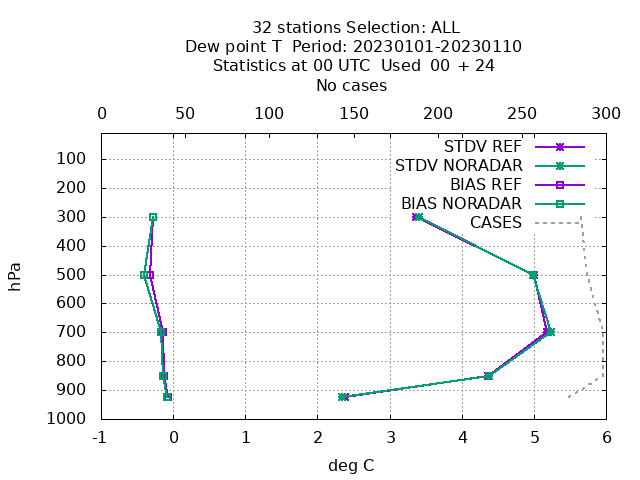 32 stations Selection: ALL
Dew point T  Period: 20230101-20230110
Statistics at 00 UTC  Used  00 + 24
No cases
0 50 100 150 200 250 300
STDV REF
STDV NORADAR
BIAS REF
BIAS NORADAR
CASES
100
200
300
400
500
600
700
800
900
1000
hPa
-1 0 1 2 3 4 5 6
deg C